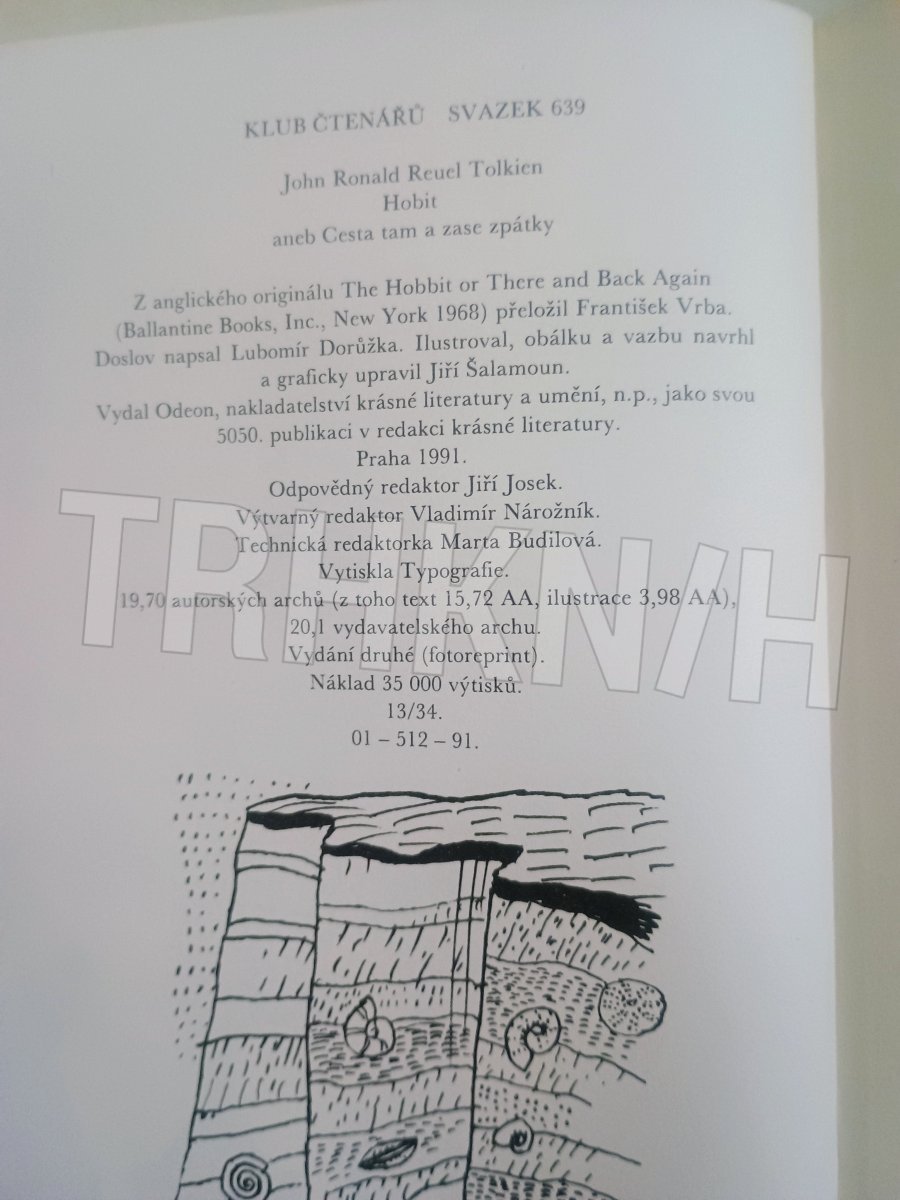 KLUB ČTENÁŘŮ SVAZEK 639
John Ronald Reuel Tolkien
Hobit
aneb Cesta tam a zase zpátky
Z anglického originálu The Hobbit or There and Back Again
(Ballantine Books, Inc., New York 1968) přeložil František Vrba.
Doslov napsal Lubomír Dorůžka. Ilustroval, obálku a vazbu navrhl
a graficky upravil Jiří Šalamoun.
Vydal Odeon, nakladatelství krásné literatury a umění, n.p., jako svou
5050. publikaci v redakci krásné literatury.
Praha 1991.
Odpovědný redaktor Jiří Josek.
Výtvarný redaktor Vladimír Nárožník.
Technická redaktorka Marta Budilová.
Vytiskla Typografie.
19,70 autorských archů (z toho text 15,72 AA, ilustrace 3,98 AA),
20,1 vydavatelského archu.
Vydání druhé (fotoreprint).
Náklad 35 000 výtisků.
13/34.
01 – 512 – 91.
TRHKN/H